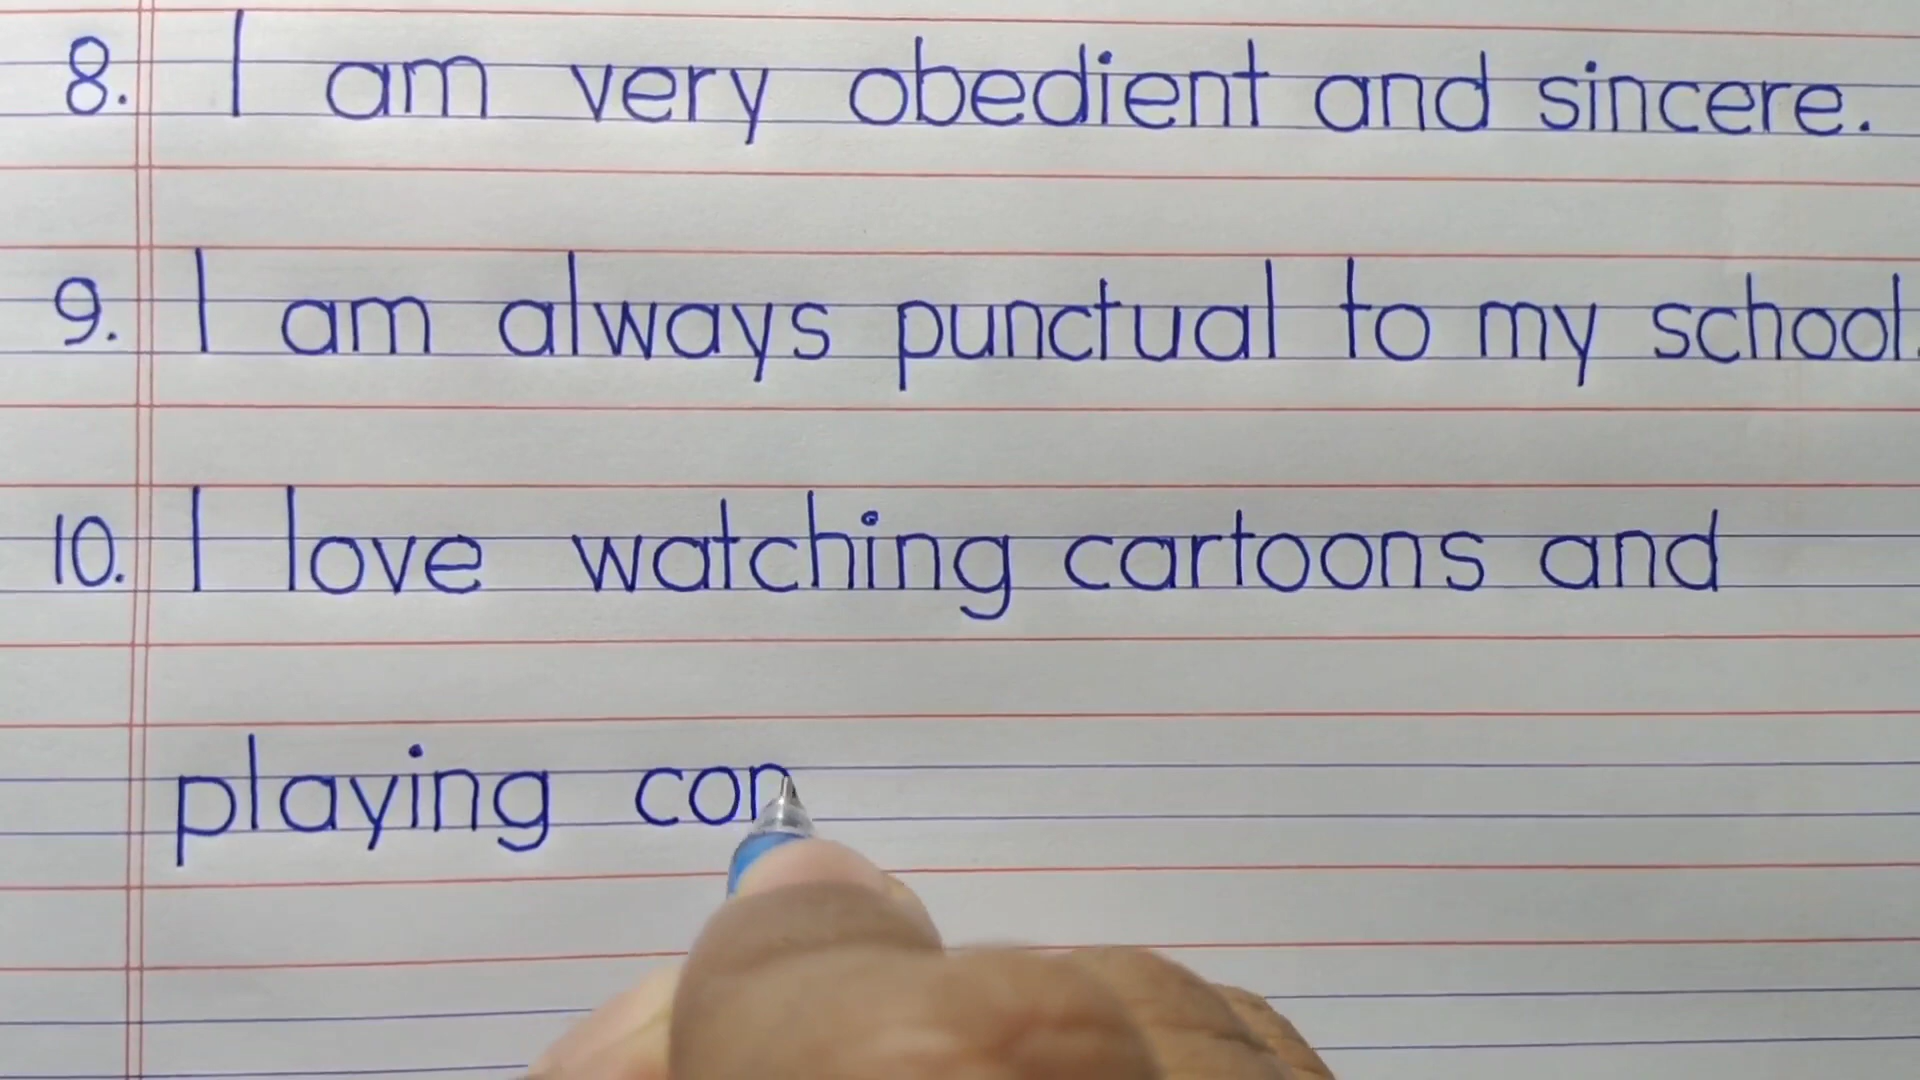 8. I am very obedient and sincere.
9. I am always punctual to my school.
10. I love watching cartoons and
playing